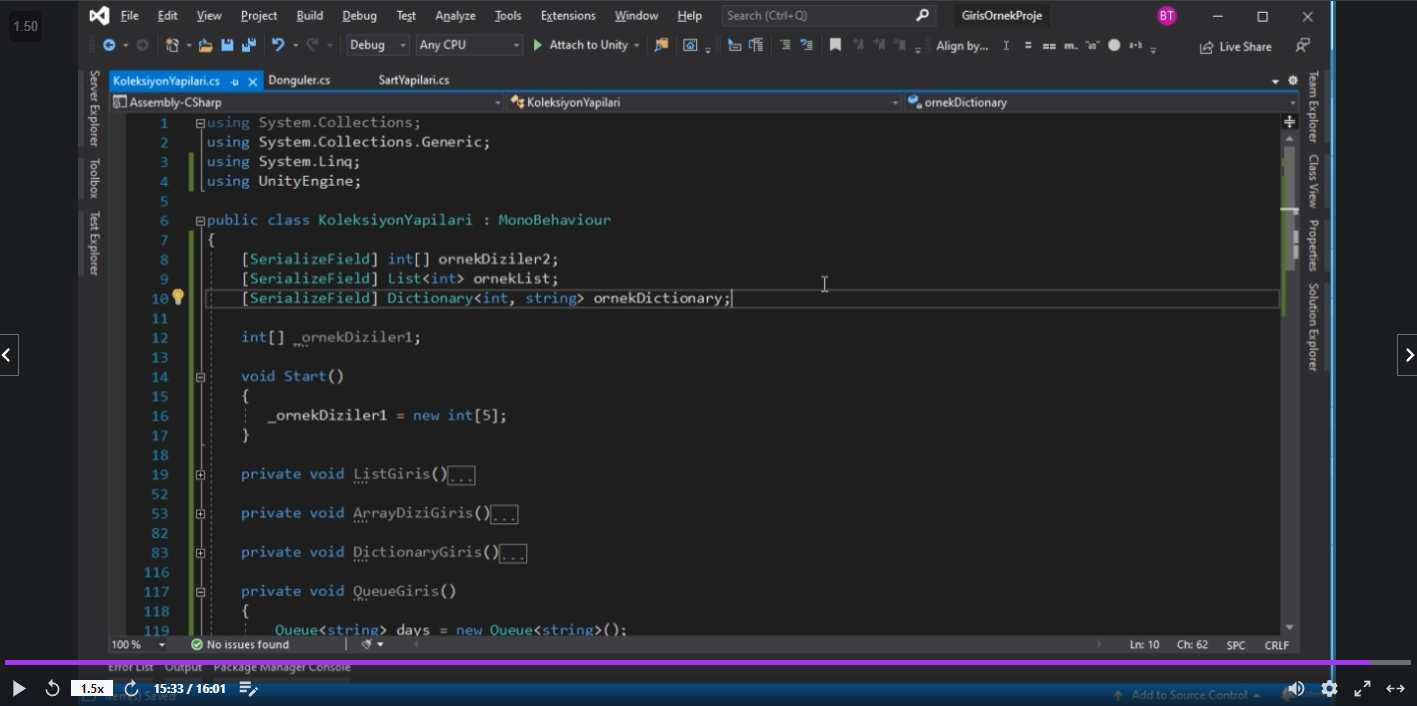 1.50
File Edit View Project Build Debug Test Analyze Tools Extensions Window Help Search (Ctrl+Q) GirisOrnekProje BT
Debug Any CPU Attach to Unity Align by... Live Share
KoleksiyonYapilari.cs Donguler.cs SartYapilari.cs
Assembly-CSharp KoleksiyonYapilari ornekDictionary
Server Explorer
Toolbox
Test Explorer
1 using System.Collections;
2 using System.Collections.Generic;
3 using System.Linq;
4 using UnityEngine;
5
6 public class KoleksiyonYapilari : MonoBehaviour
7 {
8 [SerializeField] int[] ornekDiziler2;
9 [SerializeField] List<int> ornekList;
10 [SerializeField] Dictionary<int, string> ornekDictionary;
11
12 int[] _ornekDiziler1;
13
14 void Start()
15 {
16 _ornekDiziler1 = new int[5];
17 }
18
19 private void ListGiris()...
52
53 private void ArrayDiziGiris()...
82
83 private void DictionaryGiris()...
116
117 private void QueueGiris()
118 {
119 Queue<string> days = new Queue<string>();
Team Explorer
Class View
Properties
Solution Explorer
100 % No issues found Ln: 10 Ch: 62 SPC CRLF
Error List Output Package Manager Console
1.5x 15:33 / 16:01
Item(s) Saved Add to Source Control